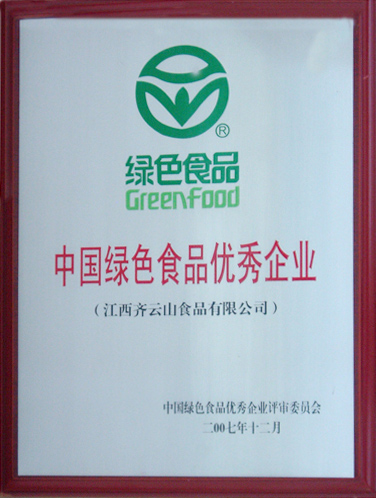 ®
绿色食品
Greenfood
中国绿色食品优秀企业
（江西齐云山食品有限公司）
中国绿色食品优秀企业评审委员会
二00七年十二月